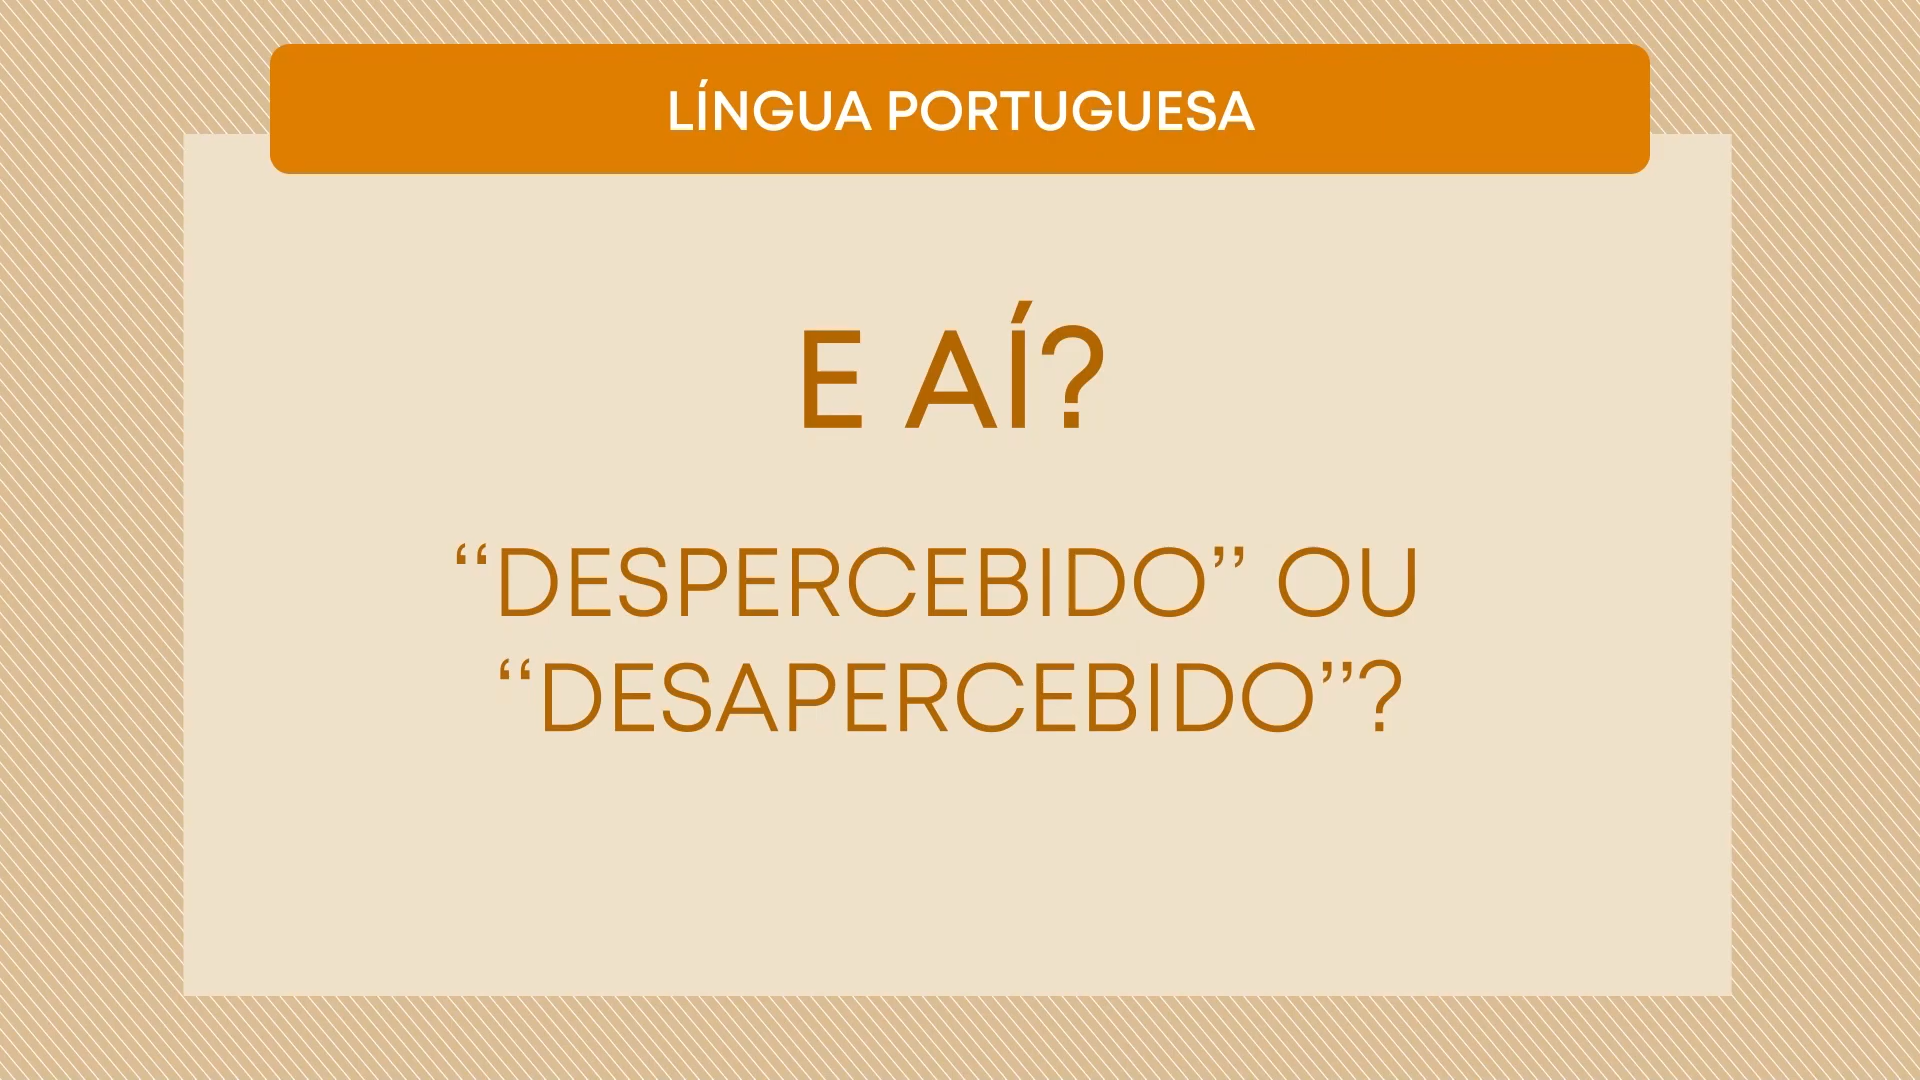 LÍNGUA PORTUGUESA
E AÍ?
‘‘DESPERCEBIDO’’ OU
‘‘DESAPERCEBIDO’’?